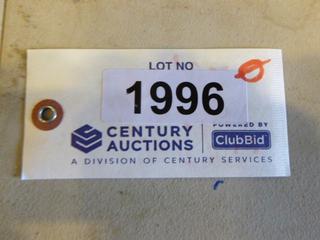 LOT NO
1996
CENTURY
AUCTIONS
POWERED BY
ClubBid
A DIVISION OF CENTURY SERVICES